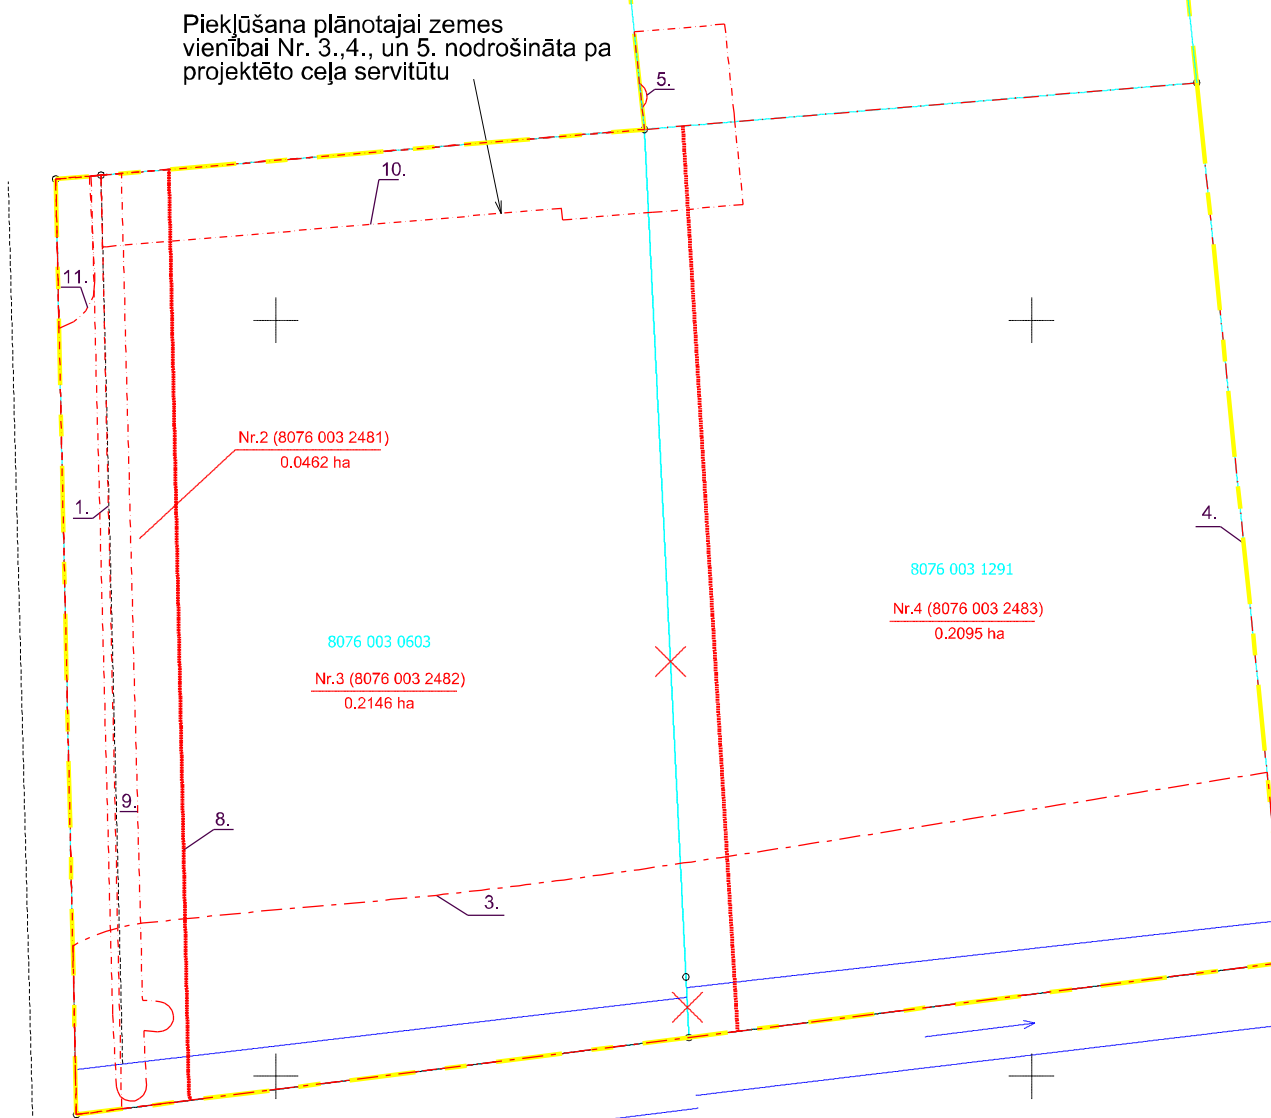 Piekļūšana plānotajai zemes
vienībai Nr. 3.,4., un 5. nodrošināta pa
projektēto ceļa servitūtu
5.
10.
11.
Nr.2 (8076 003 2481)
0.0462 ha
1.
4.
8076 003 1291
Nr.4 (8076 003 2483)
0.2095 ha
8076 003 0603
Nr.3 (8076 003 2482)
0.2146 ha
9.
8.
3.